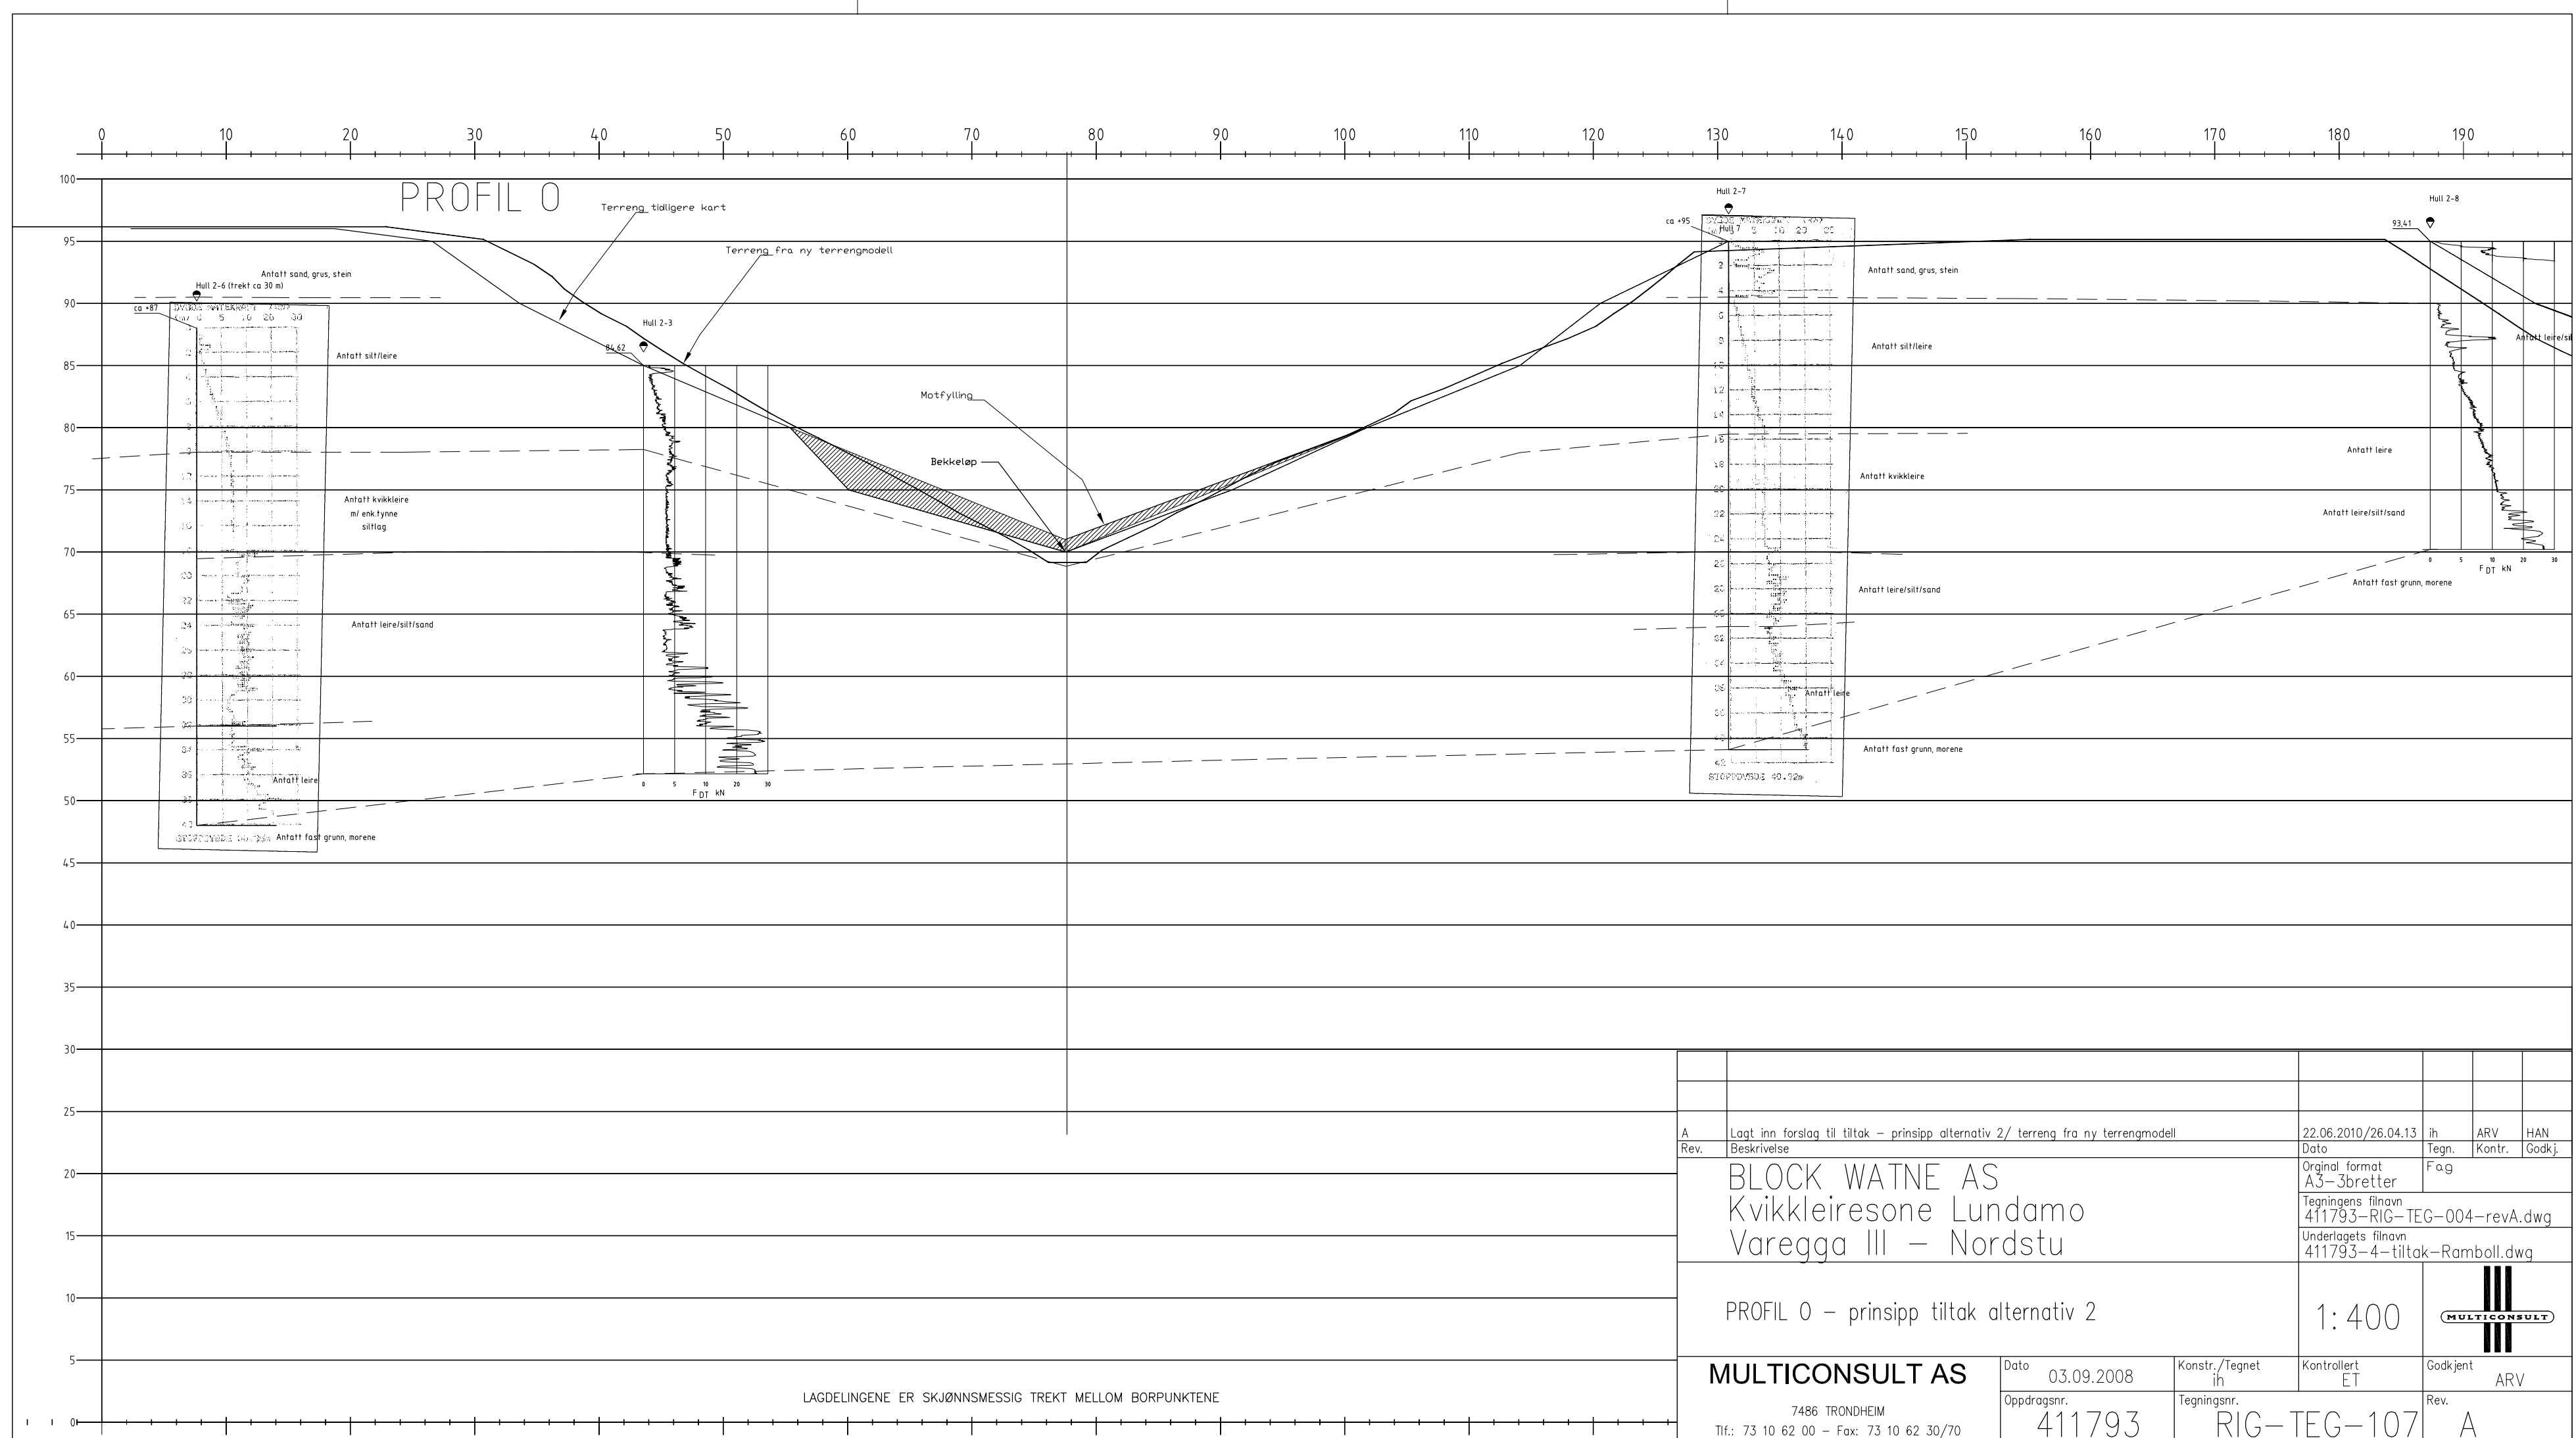 0 10 20 30 40 50 60 70 80 90 100 110 120 130 140 150 160 170 180 190
100
95
90
85
80
75
70
65
60
55
50
45
40
35
30
25
20
15
10
5
0
PROFIL O
Terreng tidligere kart
Terreng fra ny terrengmodell
Antatt sand, grus, stein
Hull 2-6 (trekt ca 30 m)
ca +87
Antatt silt/leire
Antatt kvikkleire
m/ enk.tynne
siltlag
Antatt leire/silt/sand
Antatt leire
Antatt fast grunn, morene
Hull 2-3
84,62
0 5 10 20 30
F DT kN
Motfylling
Bekkeløp
Hull 2-7
ca +95
Hull 7
Antatt sand, grus, stein
Antatt silt/leire
Antatt kvikkleire
Antatt leire/silt/sand
Antatt leire
Antatt fast grunn, morene
STOPPDYBDE 40.92m
Hull 2-8
93,41
Antatt leire
Antatt leire/silt/sand
0 5 10 20 30
F DT kN
Antatt fast grunn, morene
LAGDELINGENE ER SKJØNNSMESSIG TREKT MELLOM BORPUNKTENE
A Lagt inn forslag til tiltak - prinsipp alternativ 2/ terreng fra ny terrengmodell 22.06.2010/26.04.13 ih ARV HAN
Rev. Beskrivelse Dato Tegn. Kontr. Godkj.
BLOCK WATNE AS
Kvikkleiresone Lundamo
Varegga III - Nordstu
Orginal format
A3-3bretter
Fag
Tegningens filnavn
411793-RIG-TEG-004-revA.dwg
Underlagets filnavn
411793-4-tiltak-Ramboll.dwg
PROFIL O - prinsipp tiltak alternativ 2
1:400
MULTICONSULT
MULTICONSULT AS
7486 TRONDHEIM
Tlf.: 73 10 62 00 - Fax: 73 10 62 30/70
Dato
03.09.2008
Konstr./Tegnet
ih
Kontrollert
ET
Godkjent
ARV
Oppdragsnr.
411793
Tegningsnr.
RIG-TEG-107
Rev.
A